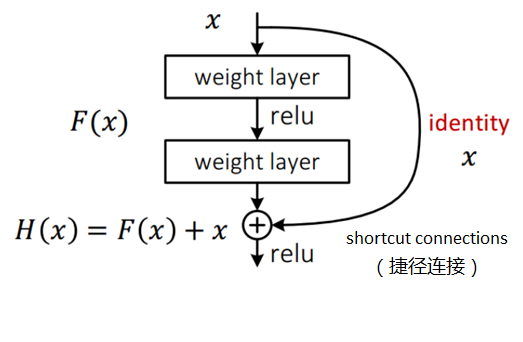 x
weight layer
relu
F(x)
identity
x
weight layer
H(x) = F(x) + x
+
relu
shortcut connections
（捷径连接）